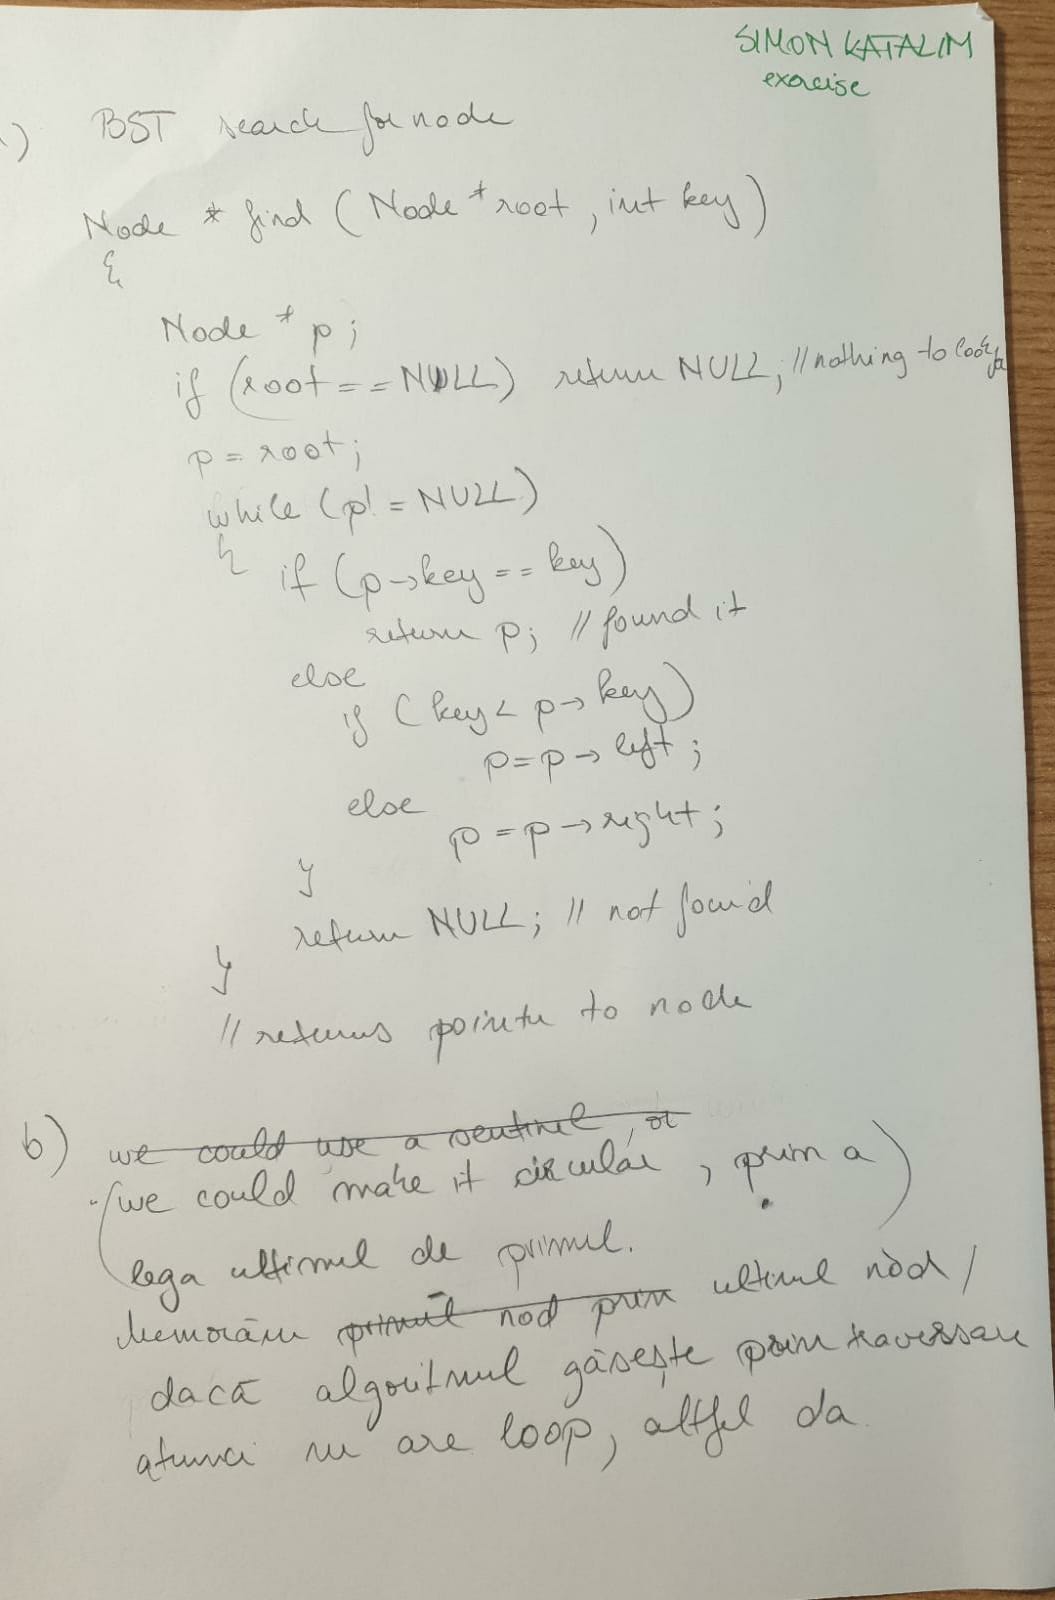 SIMON KATALIM
exercise
a) BST search for node
Node * find (Node * root, int key)
{
Node * p;
if (root == NULL) return NULL; // nothing to look
p = root;
while (p! = NULL)
{ if (p->key == key)
return p; // found it
else
if (key < p -> key)
p = p -> left;
else
p = p -> right;
}
return NULL; // not found
}
// returns pointer to node
b) we could use a sentinel, or
(we could make it circular, prin a)
lega ultimul de primul.
Memorăm primul nod prin ultimul nod /
dacă algoritmul găsește prin traversare
atunci nu are loop, altfel da